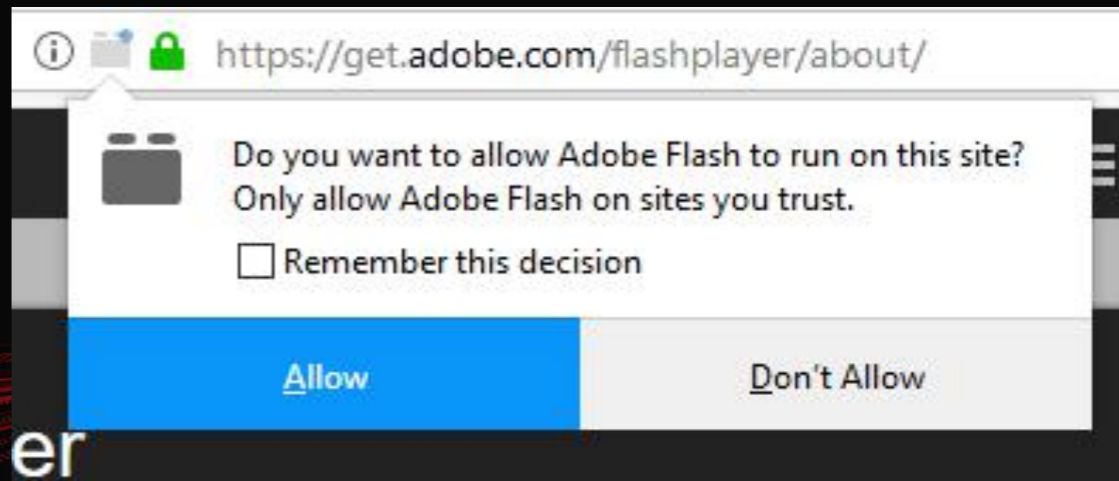 https://get.adobe.com/flashplayer/about/
Do you want to allow Adobe Flash to run on this site?
Only allow Adobe Flash on sites you trust.
Remember this decision
Allow Don't Allow
er